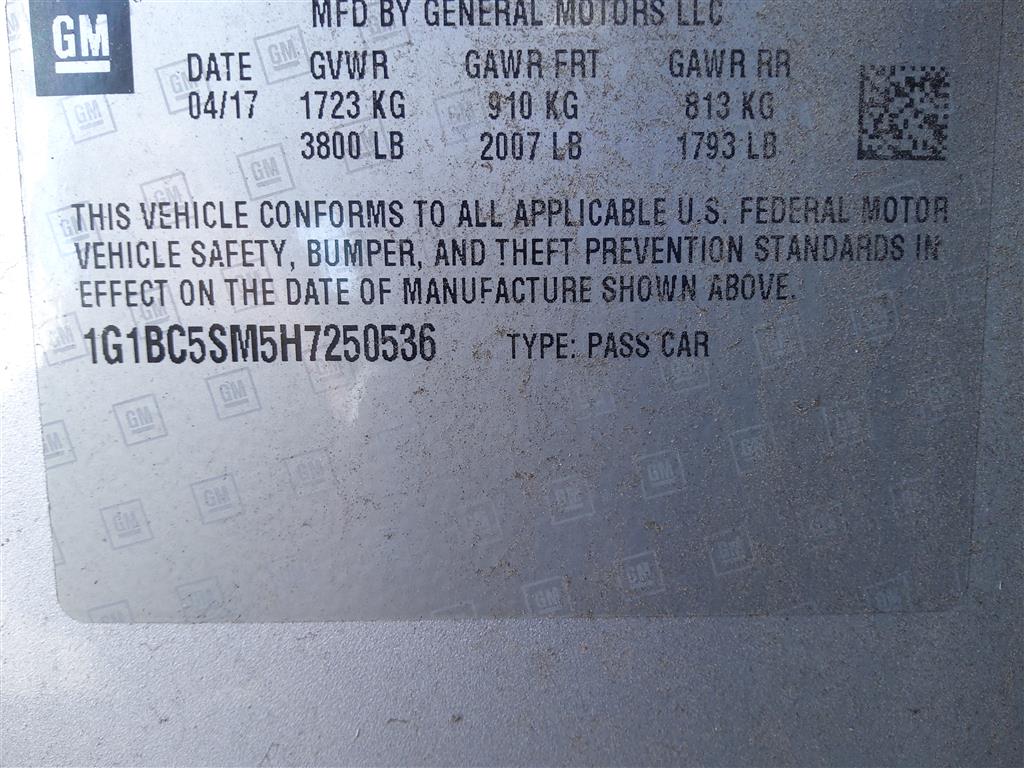 GM
MFD BY GENERAL MOTORS LLC
DATE GVWR GAWR FRT GAWR RR
04/17 1723 KG 910 KG 813 KG
3800 LB 2007 LB 1793 LB
THIS VEHICLE CONFORMS TO ALL APPLICABLE U.S. FEDERAL MOTOR
VEHICLE SAFETY, BUMPER, AND THEFT PREVENTION STANDARDS IN
EFFECT ON THE DATE OF MANUFACTURE SHOWN ABOVE.
1G1BC5SM5H7250536 TYPE: PASS CAR